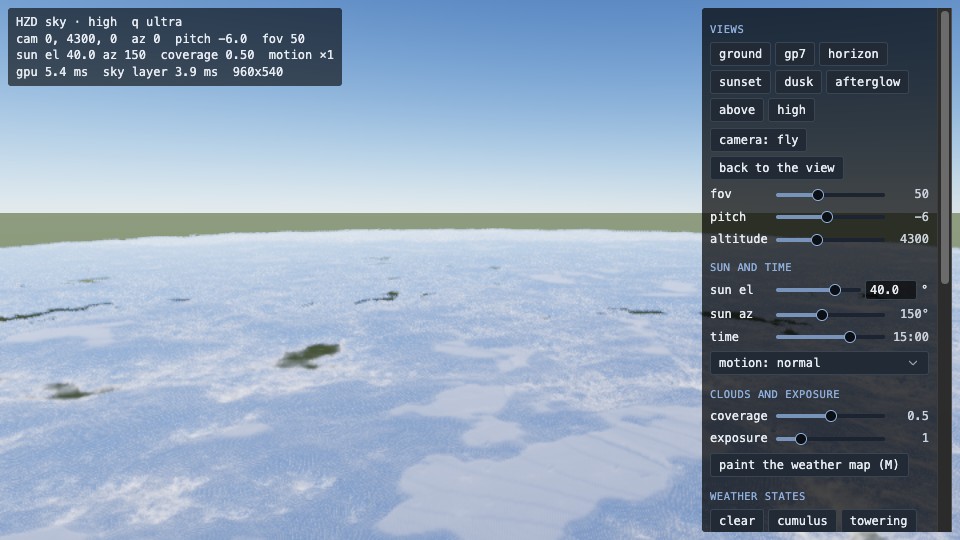 HZD sky · high q ultra
cam 0, 4300, 0 az 0 pitch −6.0 fov 50
sun el 40.0 az 150 coverage 0.50 motion ×1
gpu 5.4 ms sky layer 3.9 ms 960x540
VIEWS
ground gp7 horizon
sunset dusk afterglow
above high
camera: fly
back to the view
fov 50
pitch −6
altitude 4300
SUN AND TIME
sun el 40.0 °
sun az 150°
time 15:00
motion: normal
CLOUDS AND EXPOSURE
coverage 0.5
exposure 1
paint the weather map (M)
WEATHER STATES
clear cumulus towering